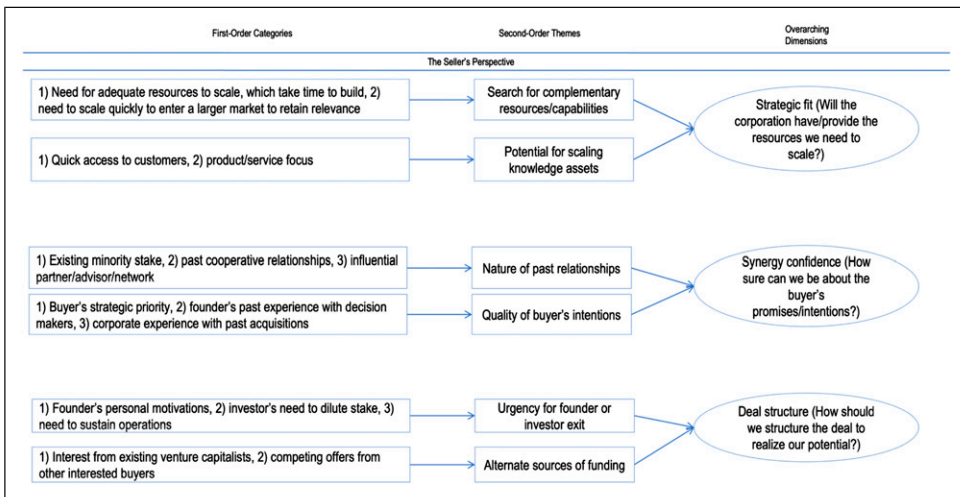 First-Order Categories
Second-Order Themes
Overarching
Dimensions
The Seller's Perspective
1) Need for adequate resources to scale, which take time to build, 2)
need to scale quickly to enter a larger market to retain relevance
Search for complementary
resources/capabilities
Strategic fit (Will the
corporation have/provide the
resources we need to
scale?)
1) Quick access to customers, 2) product/service focus
Potential for scaling
knowledge assets
1) Existing minority stake, 2) past cooperative relationships, 3) influential
partner/advisor/network
Nature of past relationships
Synergy confidence (How
sure can we be about the
buyer's
promises/intentions?)
1) Buyer's strategic priority, 2) founder's past experience with decision
makers, 3) corporate experience with past acquisitions
Quality of buyer's intentions
1) Founder's personal motivations, 2) investor's need to dilute stake, 3)
need to sustain operations
Urgency for founder or
investor exit
Deal structure (How should
we structure the deal to
realize our potential?)
1) Interest from existing venture capitalists, 2) competing offers from
other interested buyers
Alternate sources of funding